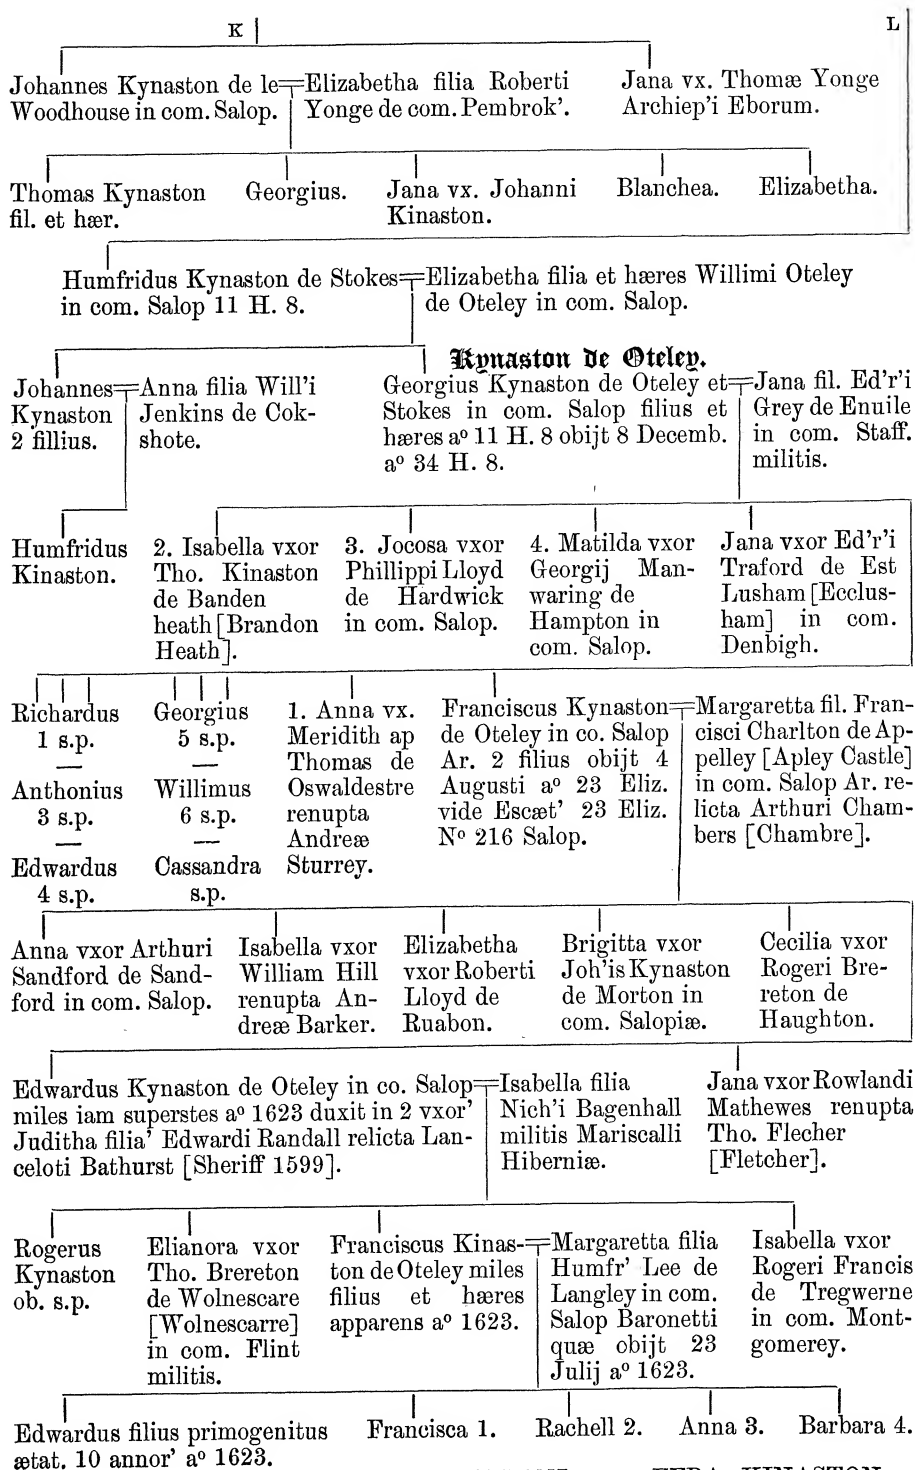 K L
Johannes Kynaston de le
Woodhouse in com. Salop.
Elizabetha filia Roberti
Yonge de com. Pembrok'.
Jana vx. Thomæ Yonge
Archiep'i Eborum.
Thomas Kynaston
fil. et hær.
Georgius.
Jana vx. Johanni
Kinaston.
Blanchea.
Elizabetha.
Humfridus Kynaston de Stokes
in com. Salop 11 H. 8.
Elizabetha filia et hæres Willimi Oteley
de Oteley in com. Salop.
Kynaston de Oteley.
Johannes
Kynaston
2 fillius.
Anna filia Will'i
Jenkins de Cok-
shote.
Georgius Kynaston de Oteley et
Stokes in com. Salop filius et
hæres aº 11 H. 8 obijt 8 Decemb.
aº 34 H. 8.
Jana fil. Ed'r'i
Grey de Enuile
in com. Staff.
militis.
Humfridus
Kinaston.
2. Isabella vxor
Tho. Kinaston
de Banden
heath [Brandon
Heath].
3. Jocosa vxor
Phillippi Lloyd
de Hardwick
in com. Salop.
4. Matilda vxor
Georgij Man-
waring de
Hampton in
com. Salop.
Jana vxor Ed'r'i
Traford de Est
Lusham [Ecclus-
ham] in com.
Denbigh.
Richardus
1 s.p.
—
Anthonius
3 s.p.
—
Edwardus
4 s.p.
Georgius
5 s.p.
—
Willimus
6 s.p.
—
Cassandra
s.p.
1. Anna vx.
Meridith ap
Thomas de
Oswaldestre
renupta
Andreæ
Sturrey.
Franciscus Kynaston
de Oteley in co. Salop
Ar. 2 filius obijt 4
Augusti aº 23 Eliz.
vide Escæt' 23 Eliz.
Nº 216 Salop.
Margaretta fil. Fran-
cisci Charlton de Ap-
pelley [Apley Castle]
in com. Salop Ar. re-
licta Arthuri Cham-
bers [Chambre].
Anna vxor Arthuri
Sandford de Sand-
ford in com. Salop.
Isabella vxor
William Hill
renupta An-
dreæ Barker.
Elizabetha
vxor Roberti
Lloyd de
Ruabon.
Brigitta vxor
Joh'is Kynaston
de Morton in
com. Salopiæ.
Cecilia vxor
Rogeri Bre-
reton de
Haughton.
Edwardus Kynaston de Oteley in co. Salop
miles iam superstes aº 1623 duxit in 2 vxor'
Juditha filia' Edwardi Randall relicta Lan-
celoti Bathurst [Sheriff 1599].
Isabella filia
Nich'i Bagenhall
militis Mariscalli
Hiberniæ.
Jana vxor Rowlandi
Mathewes renupta
Tho. Flecher
[Fletcher].
Rogerus
Kynaston
ob. s.p.
Elianora vxor
Tho. Brereton
de Wolnescare
[Wolnescarre]
in com. Flint
militis.
Franciscus Kinas-
ton de Oteley miles
filius et hæres
apparens aº 1623.
Margaretta filia
Humfr' Lee de
Langley in com.
Salop Baronetti
quæ obijt 23
Julij aº 1623.
Isabella vxor
Rogeri Francis
de Tregwerne
in com. Mont-
gomerey.
Edwardus filius primogenitus
ætat. 10 annor' aº 1623.
Francisca 1.
Rachell 2.
Anna 3.
Barbara 4.